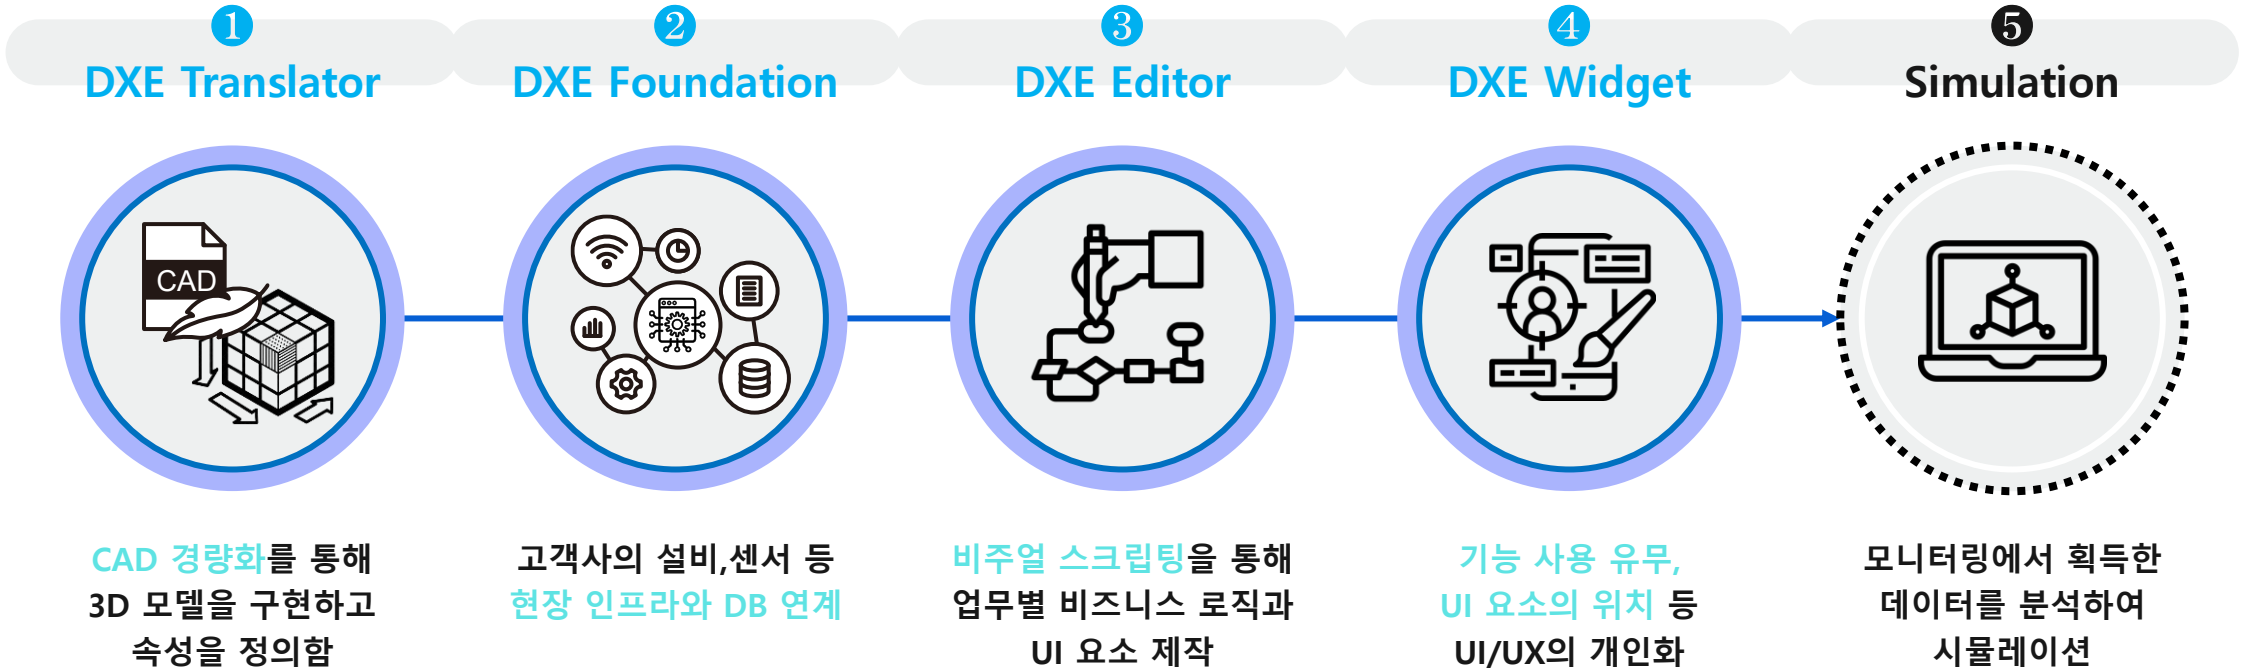 1
DXE Translator
2
DXE Foundation
3
DXE Editor
4
DXE Widget
5
Simulation
CAD
CAD 경량화를 통해
3D 모델을 구현하고
속성을 정의함
고객사의 설비,센서 등
현장 인프라와 DB 연계
비주얼 스크립팅을 통해
업무별 비즈니스 로직과
UI 요소 제작
기능 사용 유무,
UI 요소의 위치 등
UI/UX의 개인화
모니터링에서 획득한
데이터를 분석하여
시뮬레이션